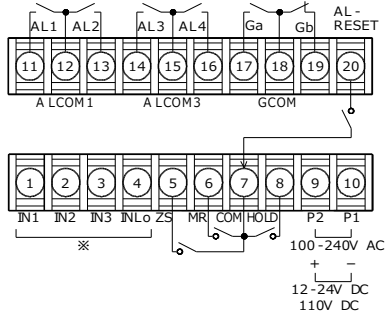 AL1 AL2 AL3 AL4 Ga Gb AL-
RESET
11 12 13 14 15 16 17 18 19 20
ALCOM1 ALCOM3 GCOM
1 2 3 4 5 6 7 8 9 10
IN1 IN2 IN3 INLo ZS MR COM HOLD P2 P1
※ 100-240V AC
+ −
12-24V DC
110V DC